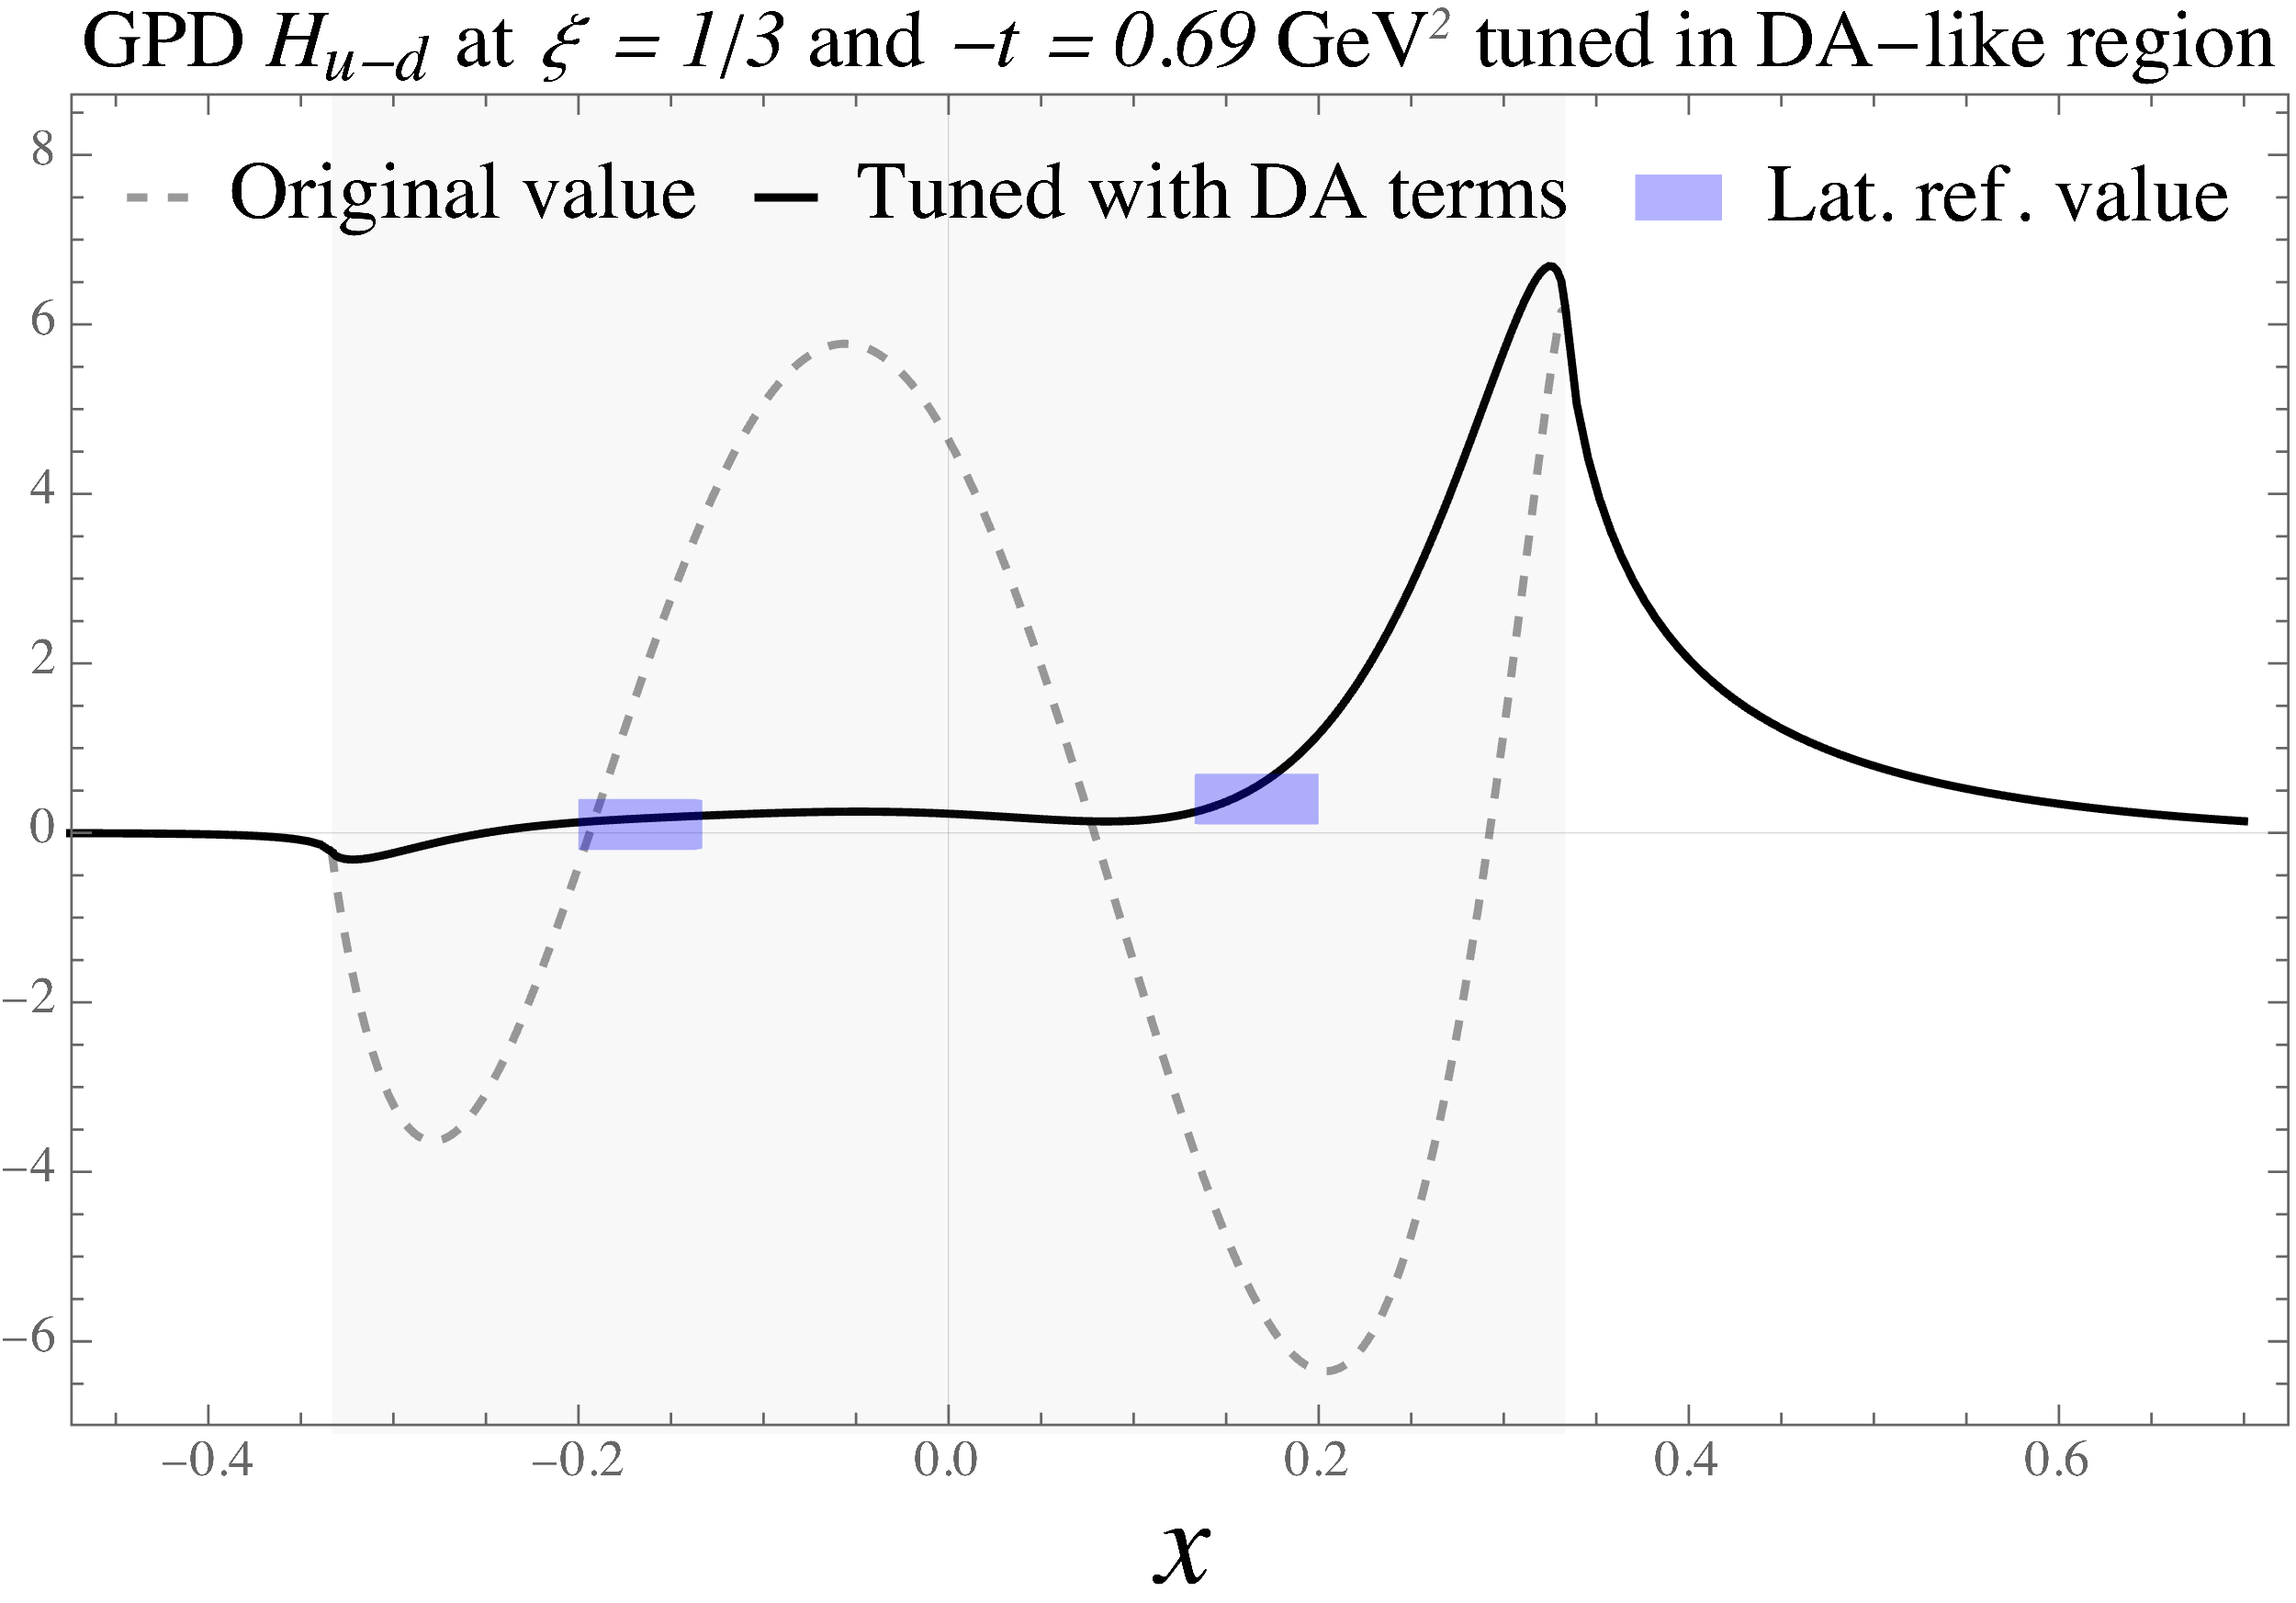 GPD H_{u−d} at ξ = 1/3 and −t = 0.69 GeV² tuned in DA−like region
Original value
Tuned with DA terms
Lat. ref. value
8
6
4
2
0
−2
−4
−6
−0.4
−0.2
0.0
0.2
0.4
0.6
x